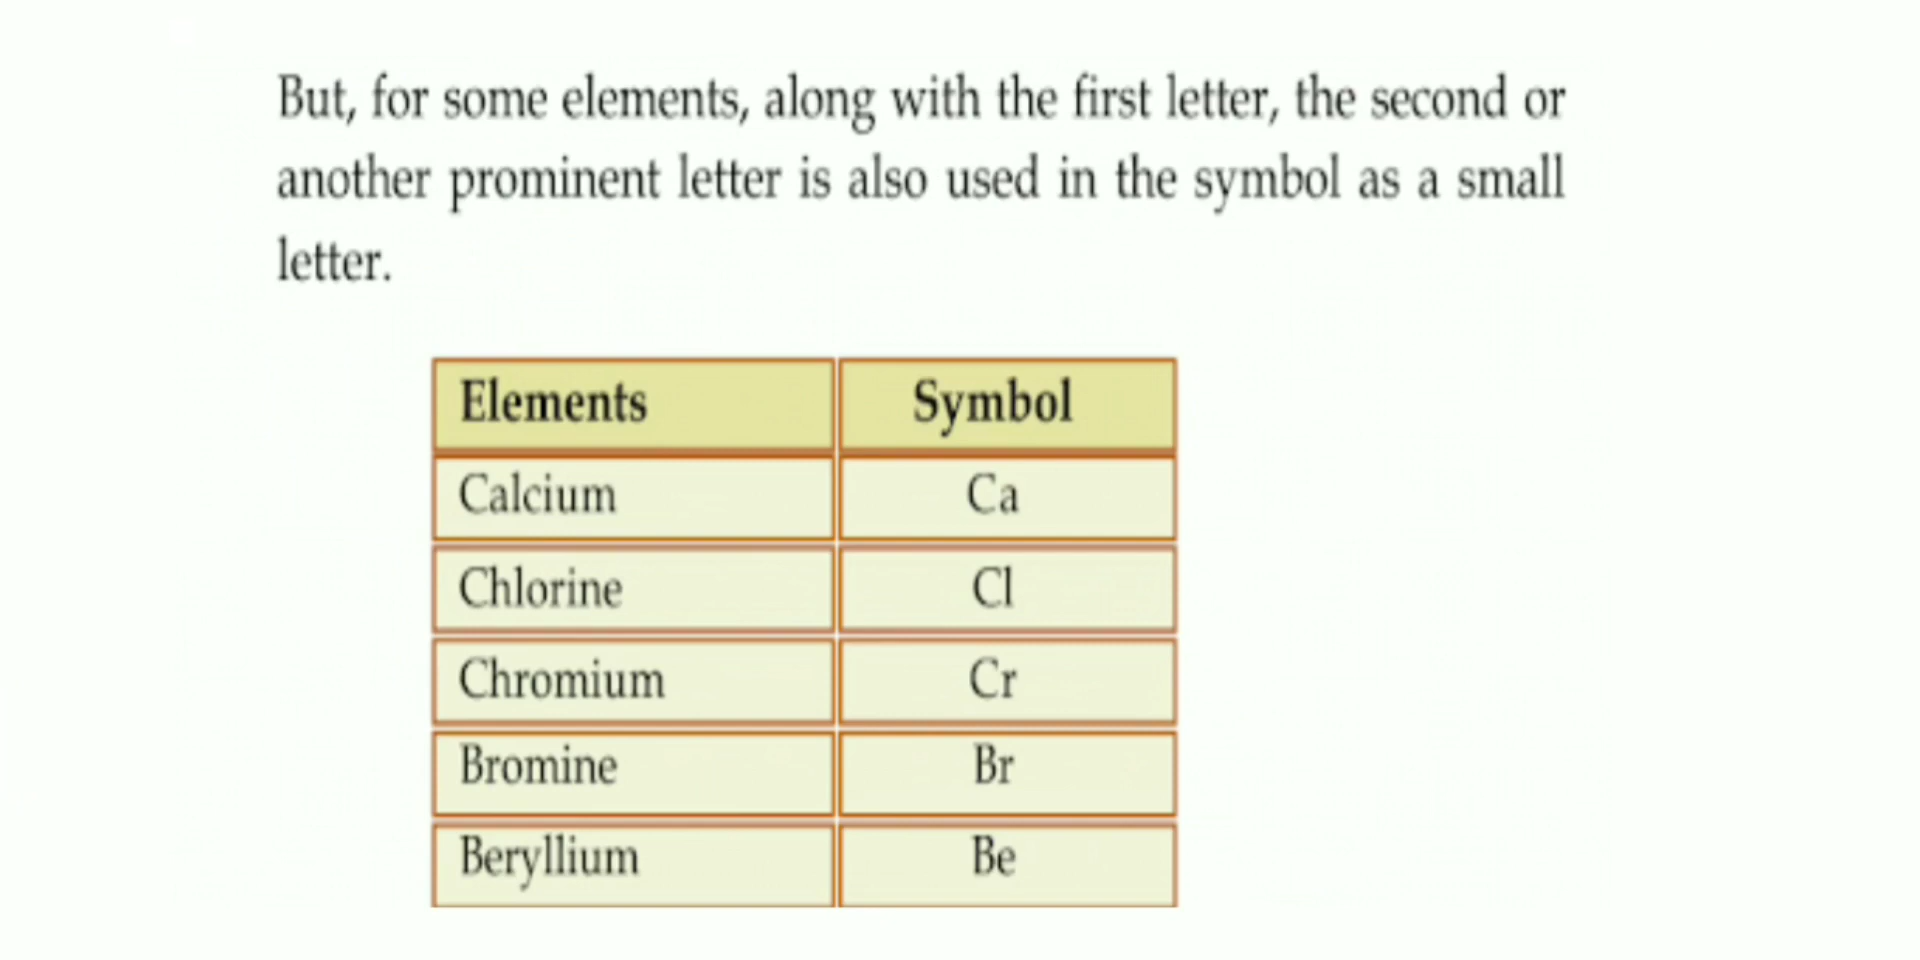 But, for some elements, along with the first letter, the second or
another prominent letter is also used in the symbol as a small
letter.
Elements Symbol
Calcium Ca
Chlorine Cl
Chromium Cr
Bromine Br
Beryllium Be